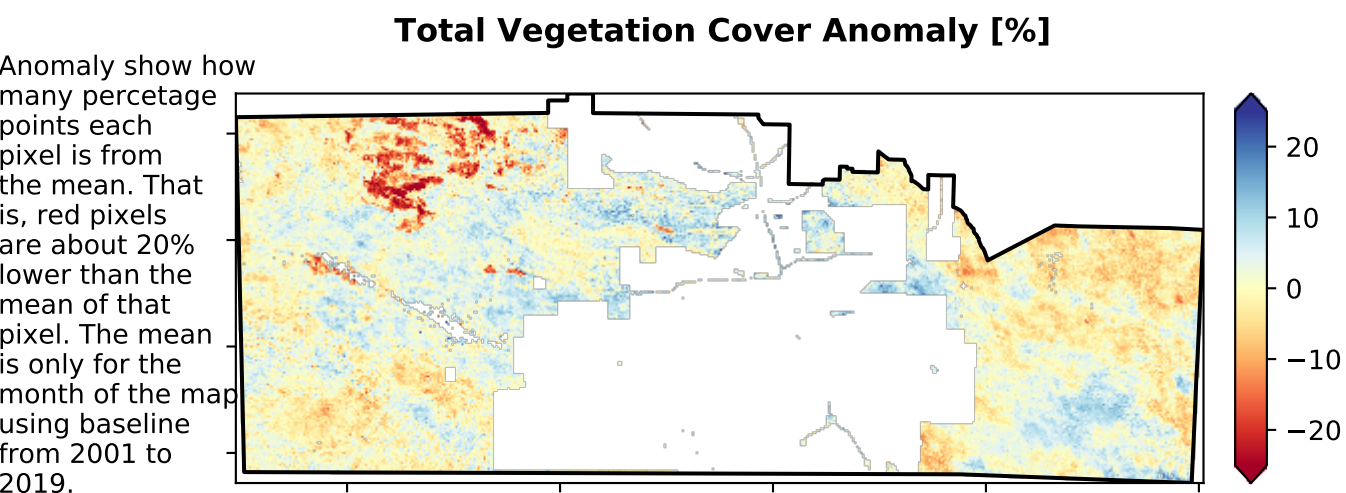 Total Vegetation Cover Anomaly [%]
Anomaly show how
many percetage
points each
pixel is from
the mean. That
is, red pixels
are about 20%
lower than the
mean of that
pixel. The mean
is only for the
month of the map
using baseline
from 2001 to
2019.
20
10
0
−10
−20